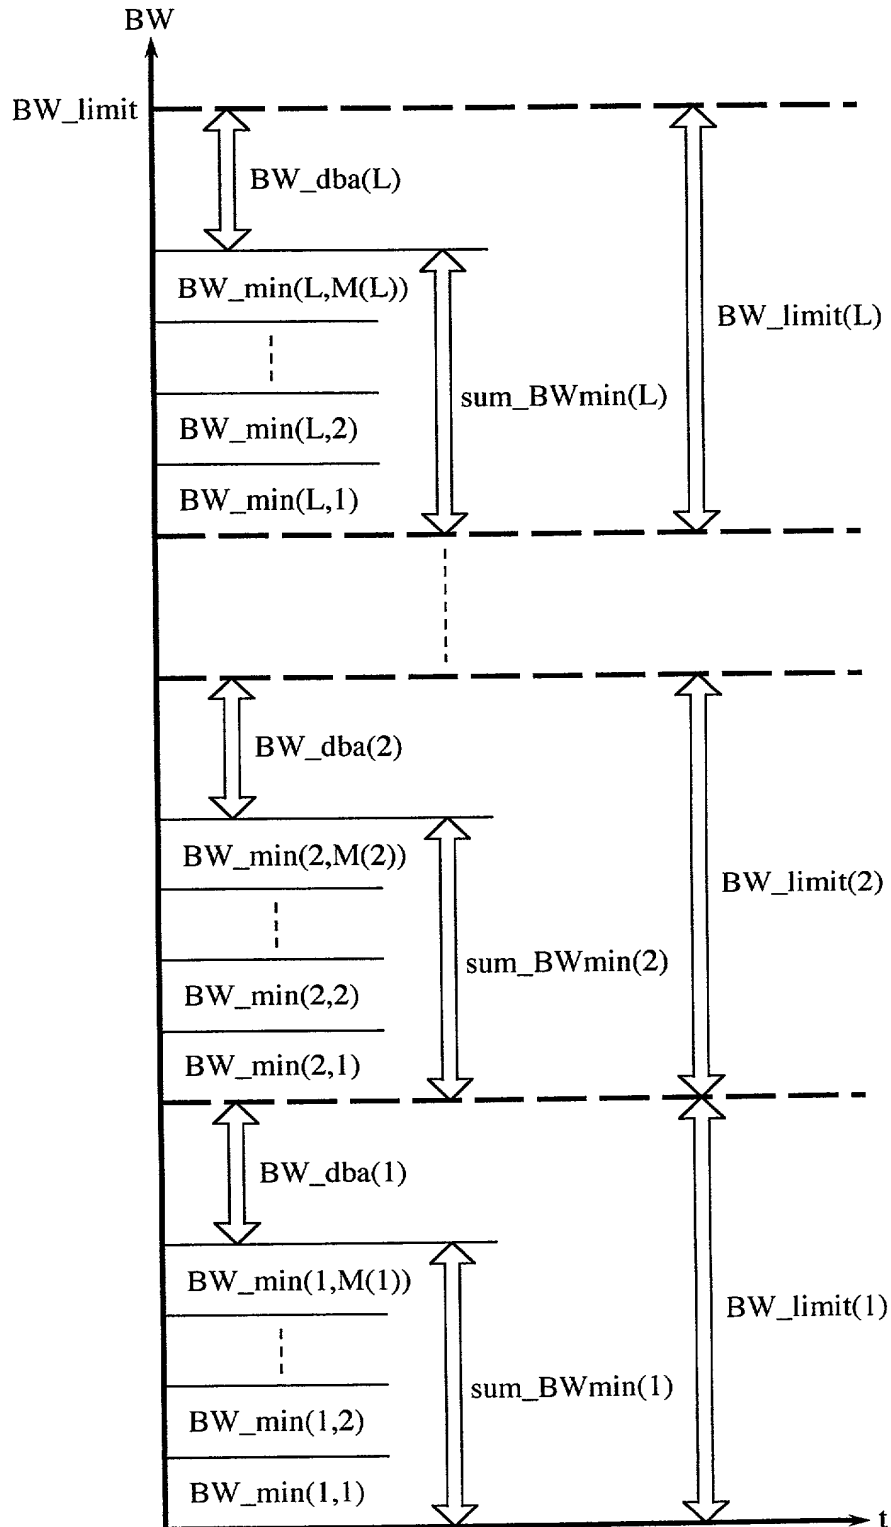 BW
BW_limit
BW_dba(L)
BW_min(L,M(L))
BW_limit(L)
sum_BWmin(L)
BW_min(L,2)
BW_min(L,1)
BW_dba(2)
BW_min(2,M(2))
BW_limit(2)
sum_BWmin(2)
BW_min(2,2)
BW_min(2,1)
BW_dba(1)
BW_min(1,M(1))
BW_limit(1)
sum_BWmin(1)
BW_min(1,2)
BW_min(1,1)
t